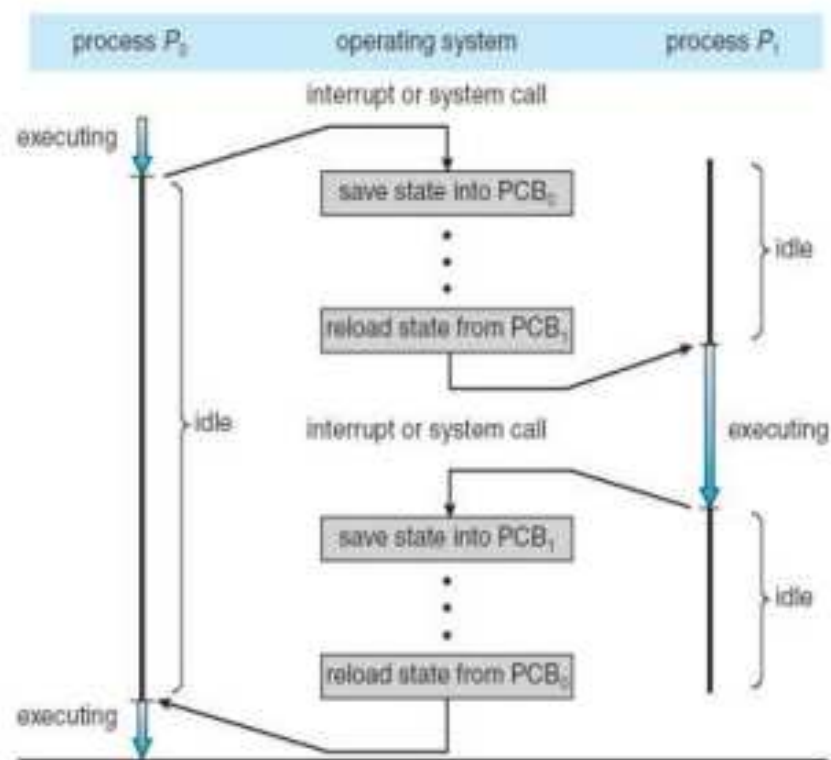 process P₀ operating system process P₁
interrupt or system call
executing
save state into PCB₀
idle
reload state from PCB₁
idle
interrupt or system call
executing
save state into PCB₁
idle
reload state from PCB₀
executing